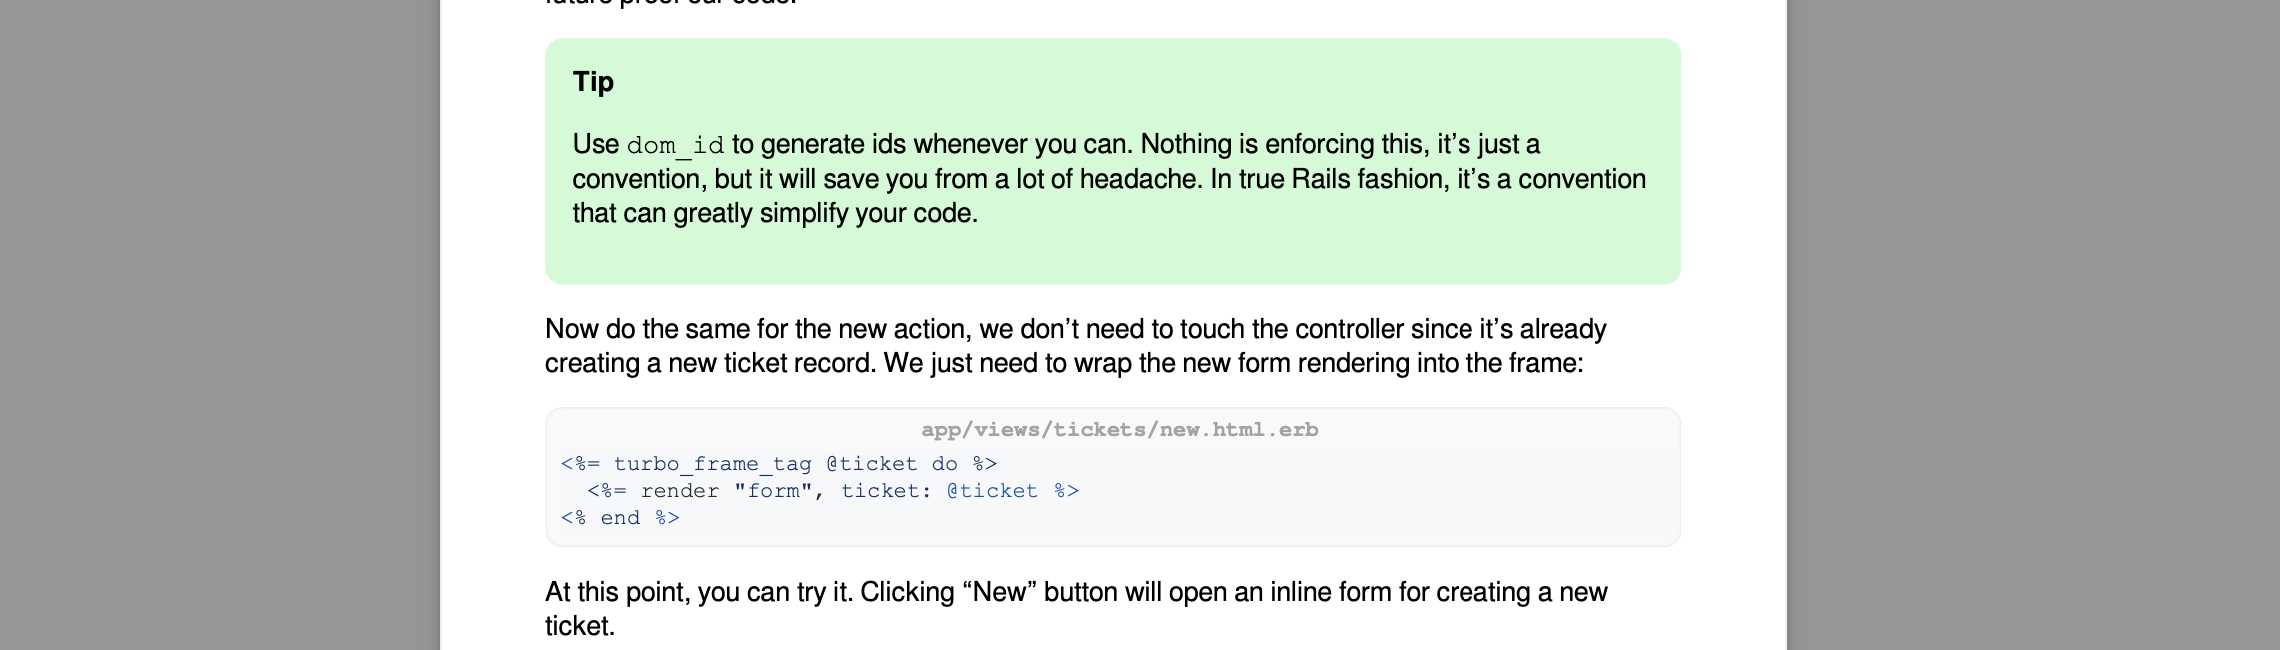 future proof our code.
Tip
Use dom_id to generate ids whenever you can. Nothing is enforcing this, it’s just a
convention, but it will save you from a lot of headache. In true Rails fashion, it’s a convention
that can greatly simplify your code.
Now do the same for the new action, we don’t need to touch the controller since it’s already
creating a new ticket record. We just need to wrap the new form rendering into the frame:
app/views/tickets/new.html.erb
<%= turbo_frame_tag @ticket do %>
  <%= render "form", ticket: @ticket %>
<% end %>
At this point, you can try it. Clicking “New” button will open an inline form for creating a new
ticket.